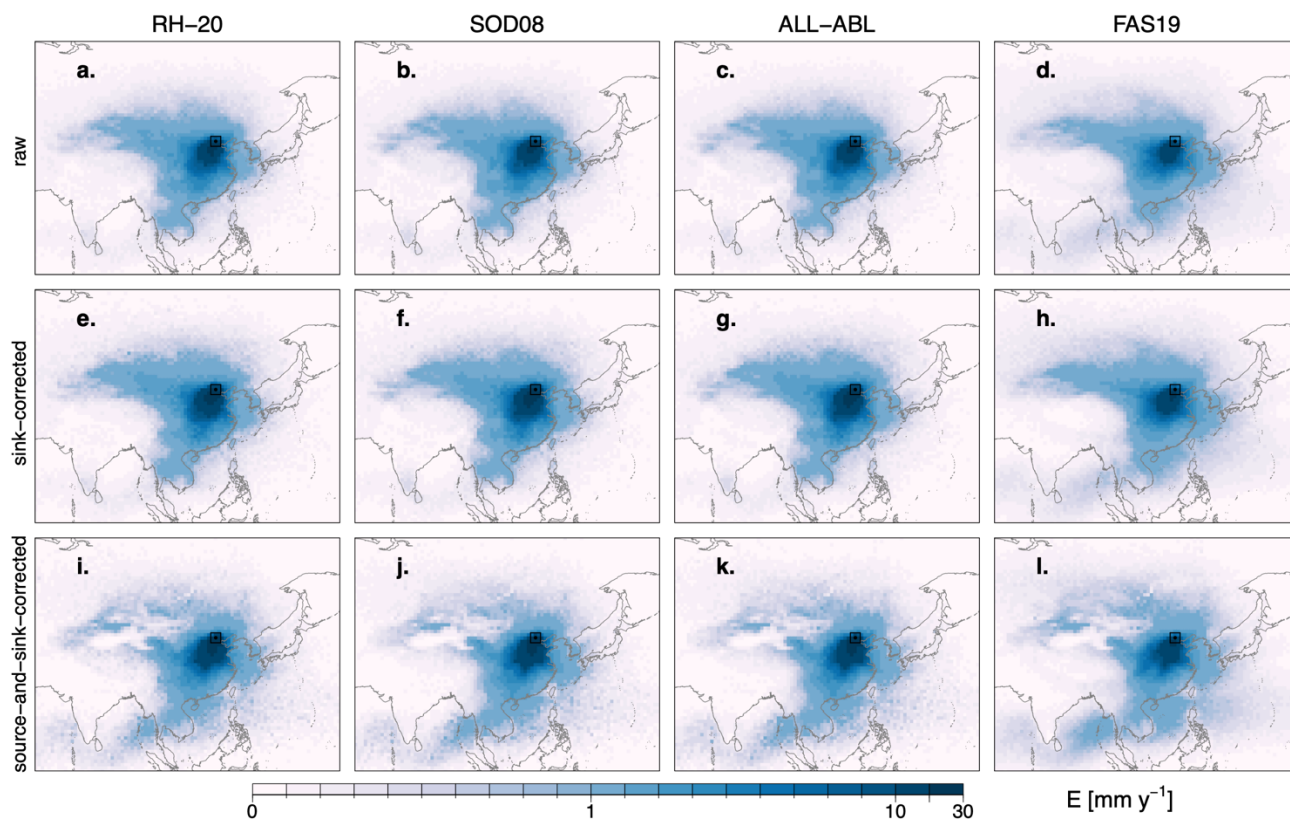 RH−20 SOD08 ALL−ABL FAS19
raw
a. b. c. d.
sink−corrected
e. f. g. h.
source−and−sink−corrected
i. j. k. l.
0 1 10 30 E [mm y⁻¹]